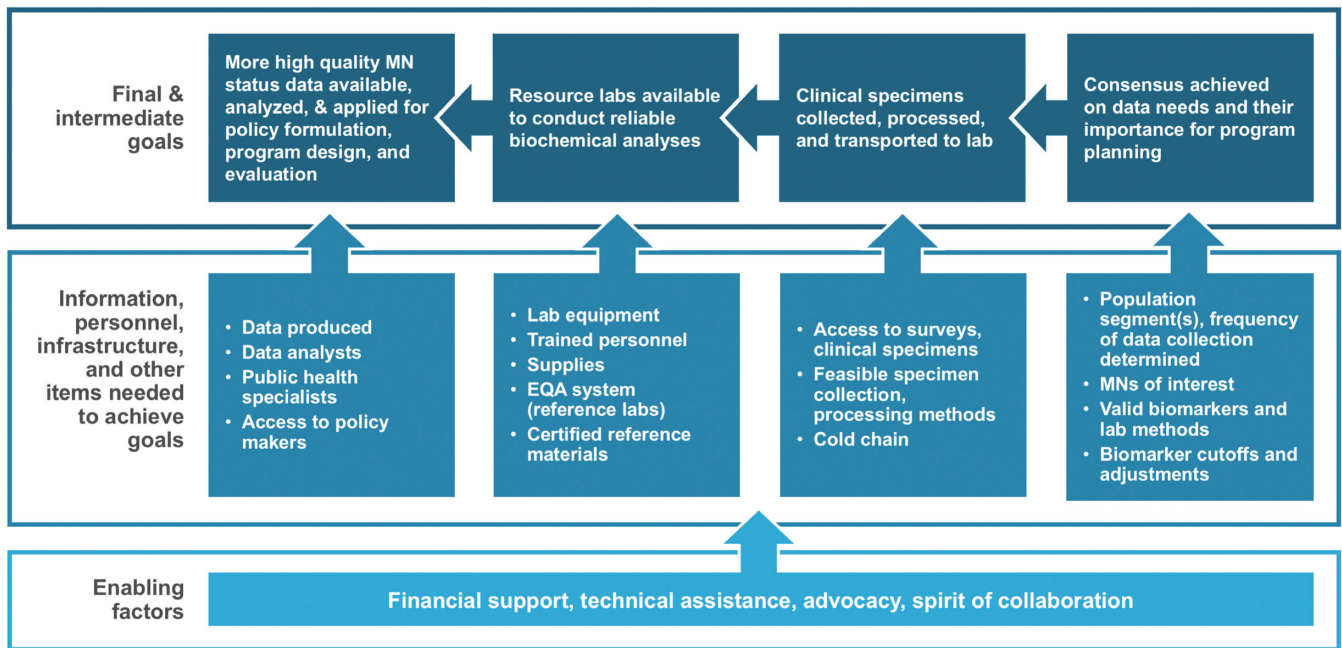 Final &
intermediate
goals
More high quality MN
status data available,
analyzed, & applied for
policy formulation,
program design, and
evaluation
Resource labs available
to conduct reliable
biochemical analyses
Clinical specimens
collected, processed,
and transported to lab
Consensus achieved
on data needs and their
importance for program
planning
Information,
personnel,
infrastructure,
and other
items needed
to achieve
goals
• Data produced
• Data analysts
• Public health
specialists
• Access to policy
makers
• Lab equipment
• Trained personnel
• Supplies
• EQA system
(reference labs)
• Certified reference
materials
• Access to surveys,
clinical specimens
• Feasible specimen
collection,
processing methods
• Cold chain
• Population
segment(s), frequency
of data collection
determined
• MNs of interest
• Valid biomarkers and
lab methods
• Biomarker cutoffs and
adjustments
Enabling
factors
Financial support, technical assistance, advocacy, spirit of collaboration